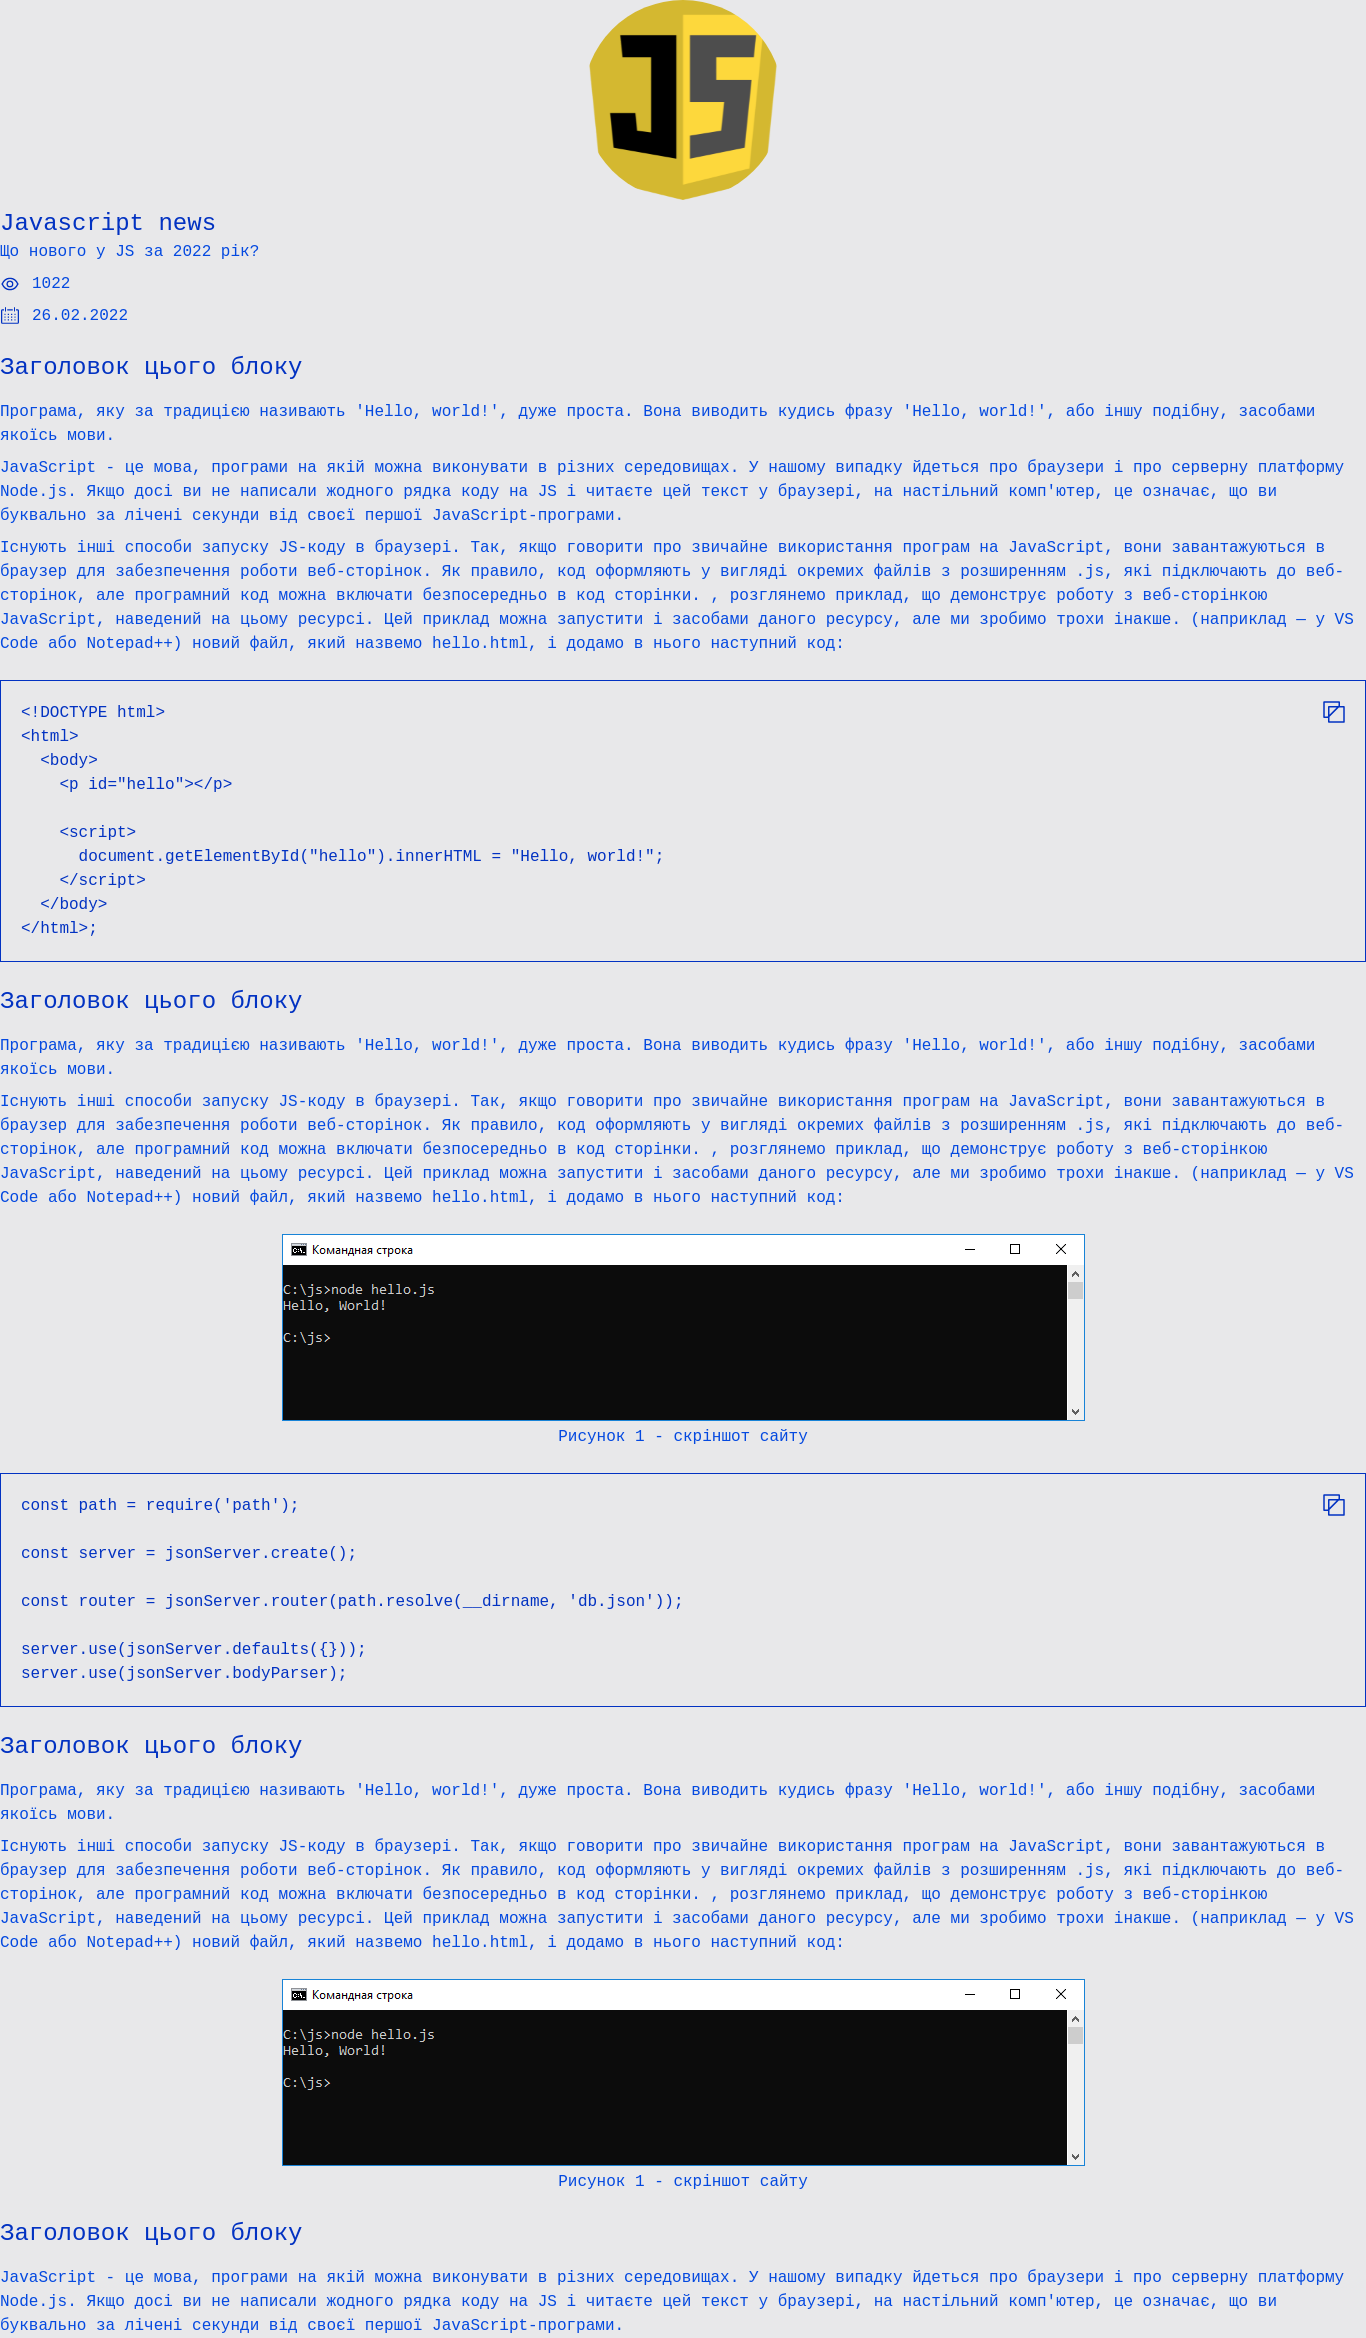 JS
Javascript news
Що нового у JS за 2022 рік?
1022
26.02.2022
Заголовок цього блоку
Програма, яку за традицією називають 'Hello, world!', дуже проста. Вона виводить кудись фразу 'Hello, world!', або іншу подібну, засобами
якоїсь мови.
JavaScript - це мова, програми на якій можна виконувати в різних середовищах. У нашому випадку йдеться про браузери і про серверну платформу
Node.js. Якщо досі ви не написали жодного рядка коду на JS і читаєте цей текст у браузері, на настільний комп'ютер, це означає, що ви
буквально за лічені секунди від своєї першої JavaScript-програми.
Існують інші способи запуску JS-коду в браузері. Так, якщо говорити про звичайне використання програм на JavaScript, вони завантажуються в
браузер для забезпечення роботи веб-сторінок. Як правило, код оформляють у вигляді окремих файлів з розширенням .js, які підключають до веб-
сторінок, але програмний код можна включати безпосередньо в код сторінки. , розглянемо приклад, що демонструє роботу з веб-сторінкою
JavaScript, наведений на цьому ресурсі. Цей приклад можна запустити і засобами даного ресурсу, але ми зробимо трохи інакше. (наприклад — у VS
Code або Notepad++) новий файл, який назвемо hello.html, і додамо в нього наступний код:
<!DOCTYPE html>
<html>
  <body>
    <p id="hello"></p>
    <script>
      document.getElementById("hello").innerHTML = "Hello, world!";
    </script>
  </body>
</html>;
Заголовок цього блоку
Програма, яку за традицією називають 'Hello, world!', дуже проста. Вона виводить кудись фразу 'Hello, world!', або іншу подібну, засобами
якоїсь мови.
Існують інші способи запуску JS-коду в браузері. Так, якщо говорити про звичайне використання програм на JavaScript, вони завантажуються в
браузер для забезпечення роботи веб-сторінок. Як правило, код оформляють у вигляді окремих файлів з розширенням .js, які підключають до веб-
сторінок, але програмний код можна включати безпосередньо в код сторінки. , розглянемо приклад, що демонструє роботу з веб-сторінкою
JavaScript, наведений на цьому ресурсі. Цей приклад можна запустити і засобами даного ресурсу, але ми зробимо трохи інакше. (наприклад — у VS
Code або Notepad++) новий файл, який назвемо hello.html, і додамо в нього наступний код:
Командная строка
C:\js>node hello.js
Hello, World!
C:\js>
Рисунок 1 - скріншот сайту
const path = require('path');
const server = jsonServer.create();
const router = jsonServer.router(path.resolve(__dirname, 'db.json'));
server.use(jsonServer.defaults({}));
server.use(jsonServer.bodyParser);
Заголовок цього блоку
Програма, яку за традицією називають 'Hello, world!', дуже проста. Вона виводить кудись фразу 'Hello, world!', або іншу подібну, засобами
якоїсь мови.
Існують інші способи запуску JS-коду в браузері. Так, якщо говорити про звичайне використання програм на JavaScript, вони завантажуються в
браузер для забезпечення роботи веб-сторінок. Як правило, код оформляють у вигляді окремих файлів з розширенням .js, які підключають до веб-
сторінок, але програмний код можна включати безпосередньо в код сторінки. , розглянемо приклад, що демонструє роботу з веб-сторінкою
JavaScript, наведений на цьому ресурсі. Цей приклад можна запустити і засобами даного ресурсу, але ми зробимо трохи інакше. (наприклад — у VS
Code або Notepad++) новий файл, який назвемо hello.html, і додамо в нього наступний код:
Командная строка
C:\js>node hello.js
Hello, World!
C:\js>
Рисунок 1 - скріншот сайту
Заголовок цього блоку
JavaScript - це мова, програми на якій можна виконувати в різних середовищах. У нашому випадку йдеться про браузери і про серверну платформу
Node.js. Якщо досі ви не написали жодного рядка коду на JS і читаєте цей текст у браузері, на настільний комп'ютер, це означає, що ви
буквально за лічені секунди від своєї першої JavaScript-програми.